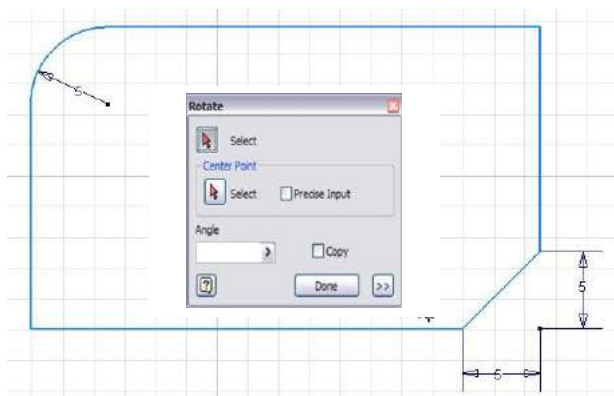 5
Rotate
Select
Center Point
Select Precise Input
Angle
Copy
? Done >>
5
5